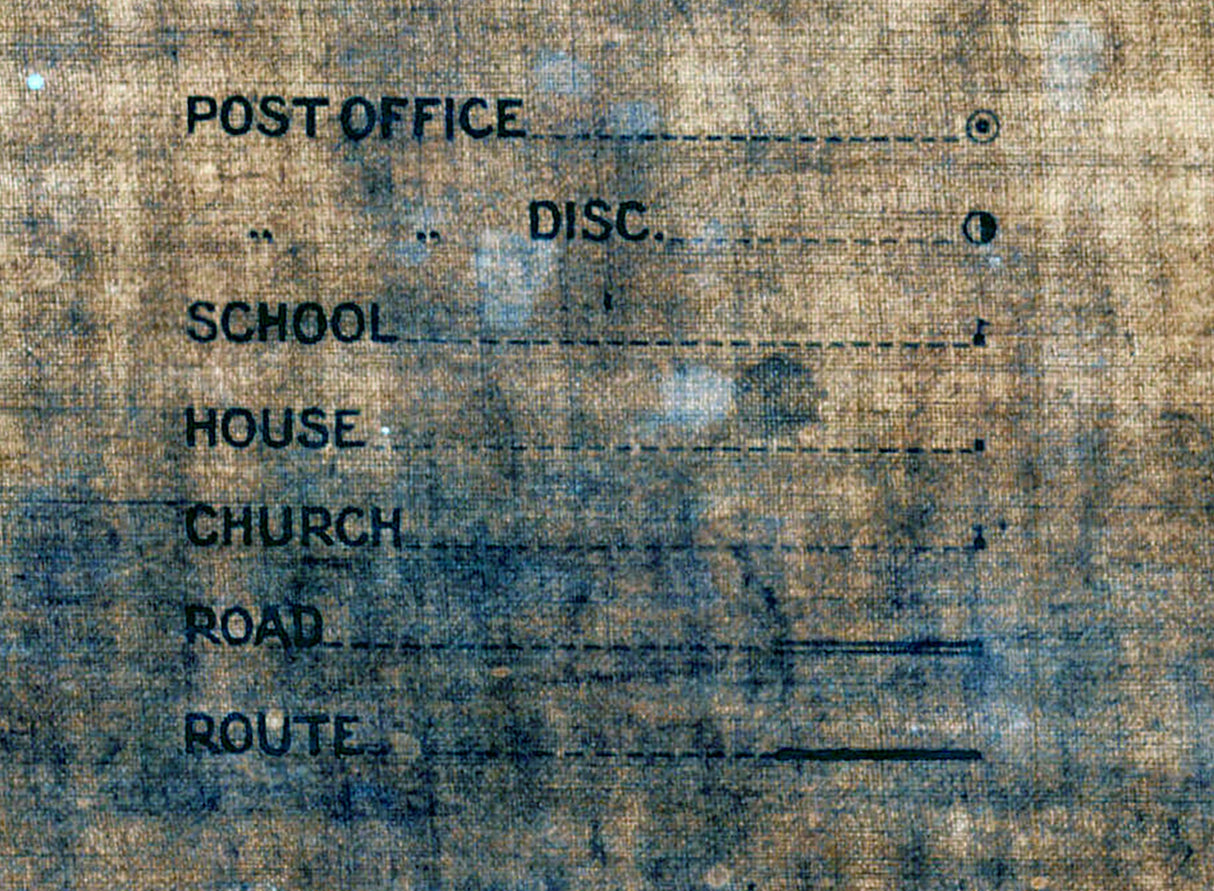 POST OFFICE
" " DISC.
SCHOOL
HOUSE
CHURCH
ROAD
ROUTE